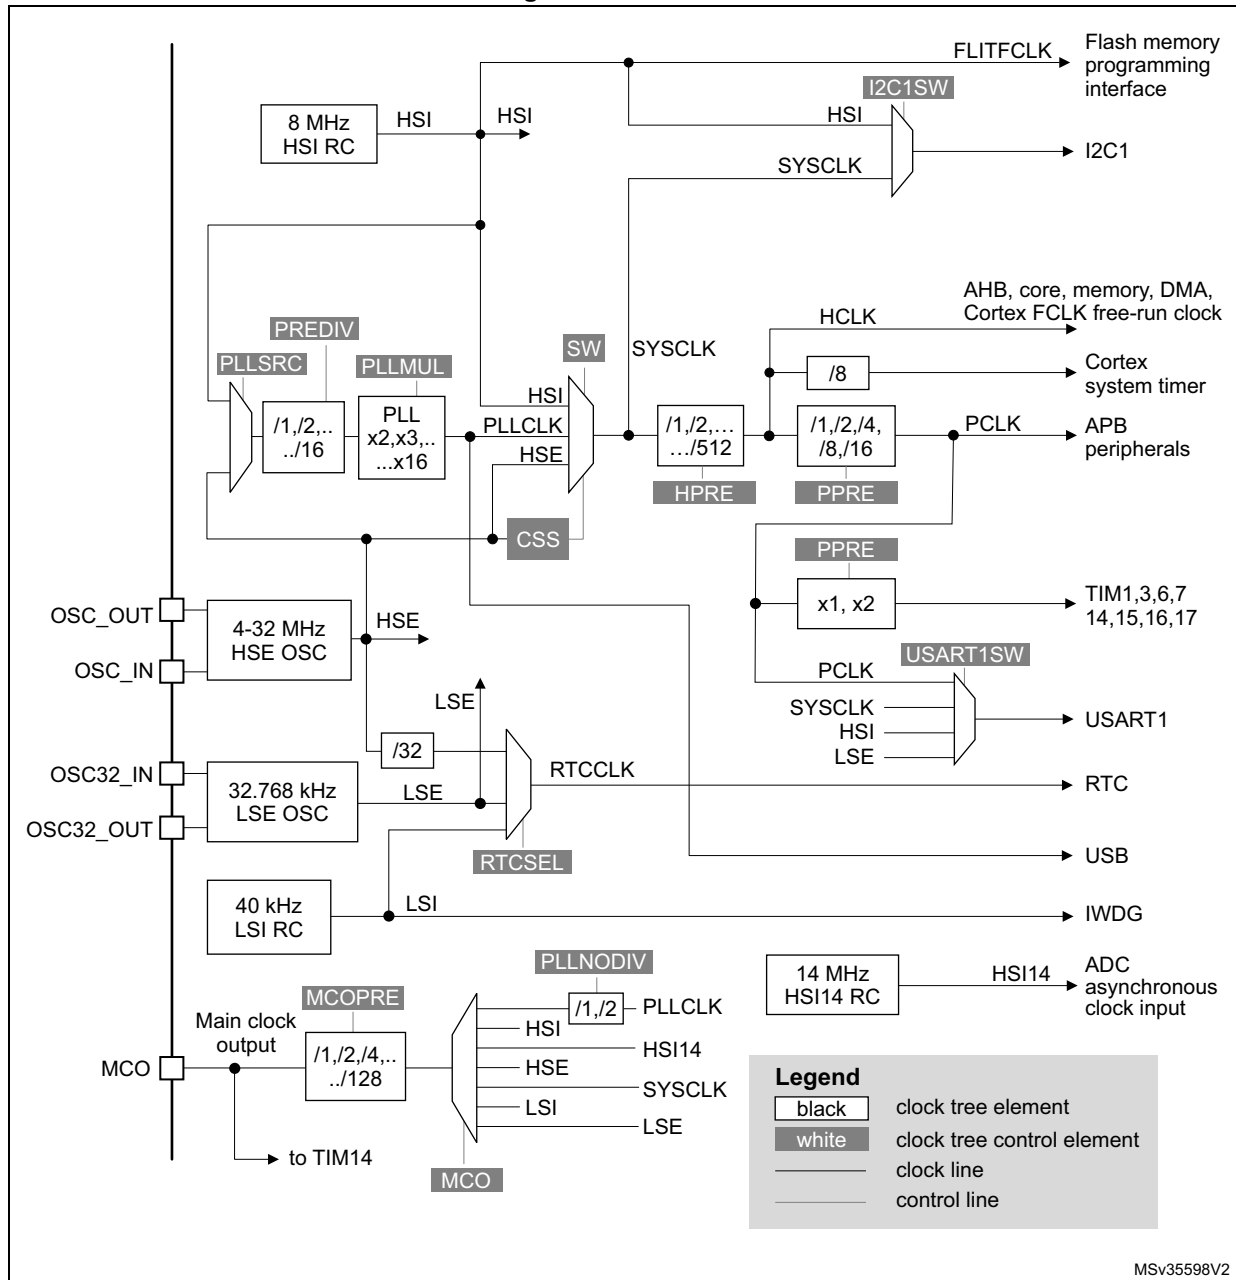 FLITFCLK
Flash memory
programming
interface
I2C1SW
8 MHz
HSI RC
HSI
HSI
HSI
I2C1
SYSCLK
AHB, core, memory, DMA,
Cortex FCLK free-run clock
HCLK
PREDIV
PLLSRC
PLLMUL
SW
SYSCLK
/8
Cortex
system timer
HSI
/1,/2,..
../16
PLL
x2,x3,..
...x16
PLLCLK
HSE
/1,/2,...
.../512
/1,/2,/4,
/8,/16
PCLK
APB
peripherals
HPRE
PPRE
CSS
PPRE
OSC_OUT
4-32 MHz
HSE OSC
HSE
x1, x2
TIM1,3,6,7
14,15,16,17
OSC_IN
USART1SW
PCLK
LSE
SYSCLK
HSI
LSE
USART1
/32
OSC32_IN
32.768 kHz
LSE OSC
LSE
RTCCLK
RTC
OSC32_OUT
RTCSEL
USB
40 kHz
LSI RC
LSI
IWDG
PLLNODIV
14 MHz
HSI14 RC
HSI14
ADC
asynchronous
clock input
MCOPRE
/1,/2
PLLCLK
Main clock
output
HSI
HSI14
MCO
/1,/2,/4,..
../128
HSE
SYSCLK
LSI
LSE
to TIM14
MCO
Legend
black
clock tree element
white
clock tree control element
clock line
control line
MSv35598V2